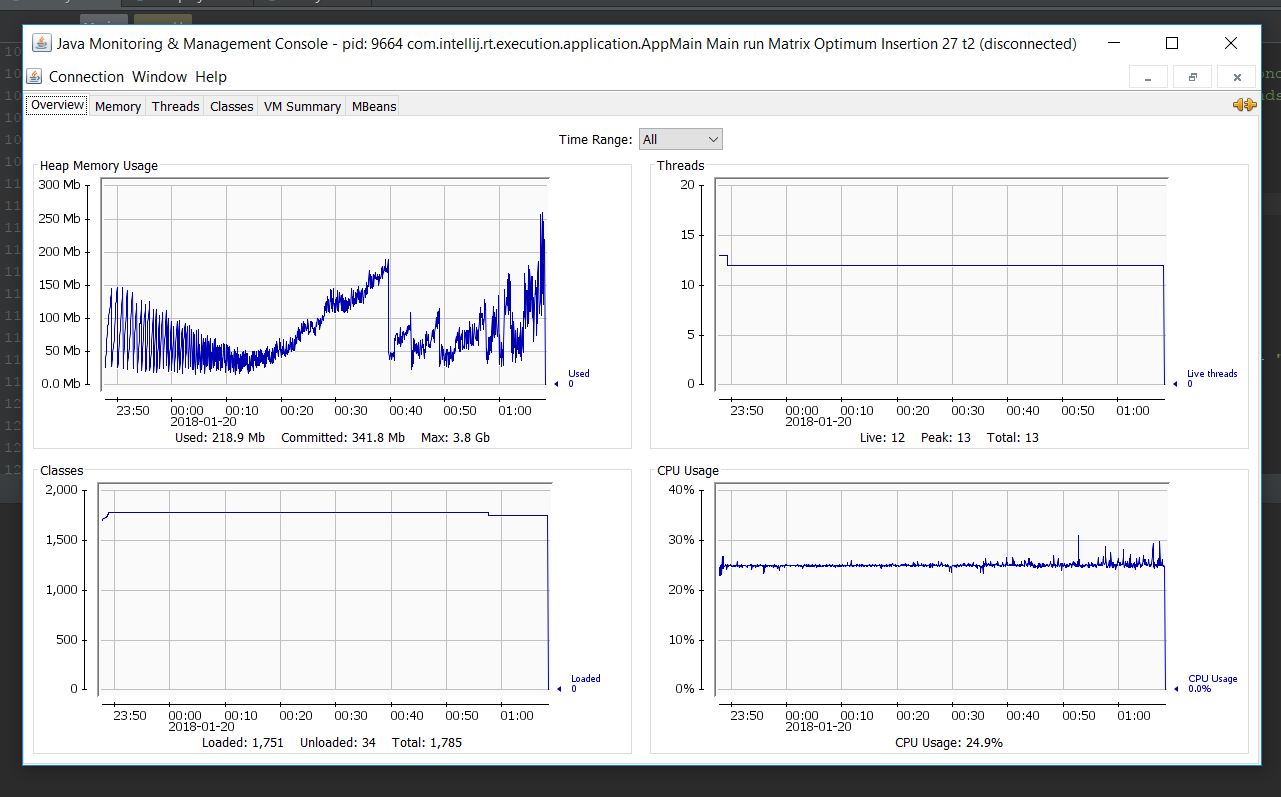 Java Monitoring & Management Console - pid: 9664 com.intellij.rt.execution.application.AppMain Main run Matrix Optimum Insertion 27 t2 (disconnected)
Connection Window Help
Overview Memory Threads Classes VM Summary MBeans
Time Range: All
Heap Memory Usage
300 Mb
250 Mb
200 Mb
150 Mb
100 Mb
50 Mb
0.0 Mb
Used
0
23:50 00:00 00:10 00:20 00:30 00:40 00:50 01:00
2018-01-20
Used: 218.9 Mb Committed: 341.8 Mb Max: 3.8 Gb
Threads
20
15
10
5
0
Live threads
0
23:50 00:00 00:10 00:20 00:30 00:40 00:50 01:00
2018-01-20
Live: 12 Peak: 13 Total: 13
Classes
2,000
1,500
1,000
500
0
Loaded
0
23:50 00:00 00:10 00:20 00:30 00:40 00:50 01:00
2018-01-20
Loaded: 1,751 Unloaded: 34 Total: 1,785
CPU Usage
40%
30%
20%
10%
0%
CPU Usage
0.0%
23:50 00:00 00:10 00:20 00:30 00:40 00:50 01:00
2018-01-20
CPU Usage: 24.9%